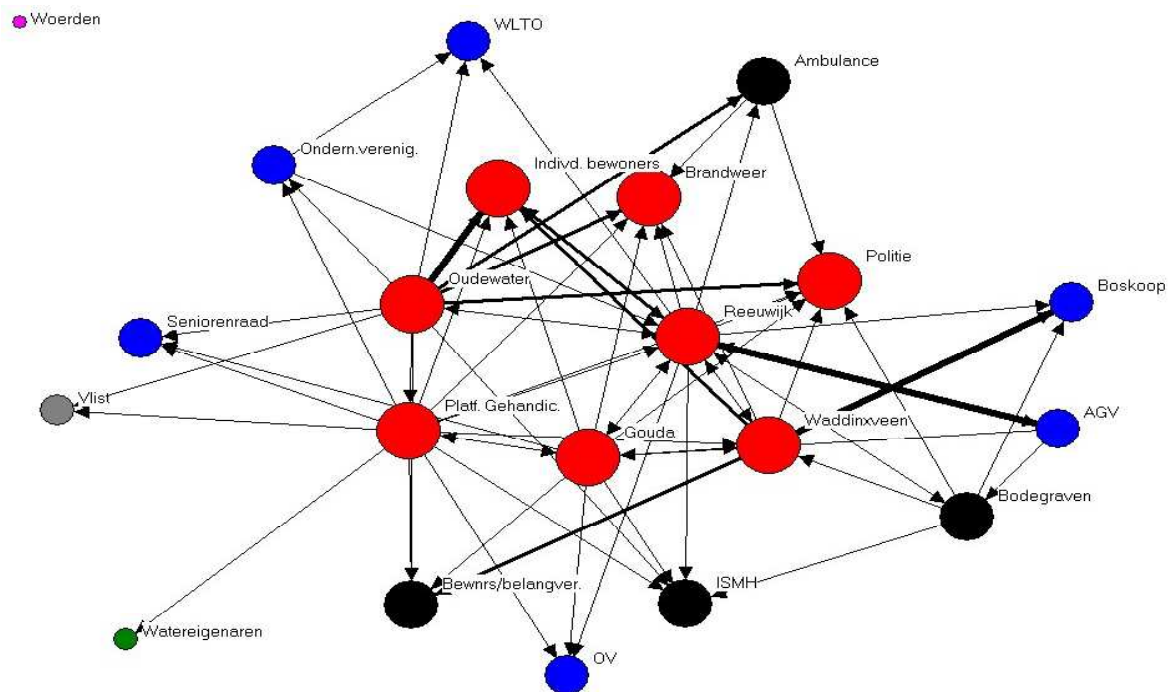 Woerden
WLTO
Ambulance
Ondern.verenig.
Indivd. bewoners
Brandweer
Politie
Oudewater
Boskoop
Reeuwijk
Seniorenraad
Vlist
Platf. Gehandic.
Gouda
Waddinxveen
AGV
Bodegraven
Bewnrs/belangver.
ISMH
Watereigenaren
OV